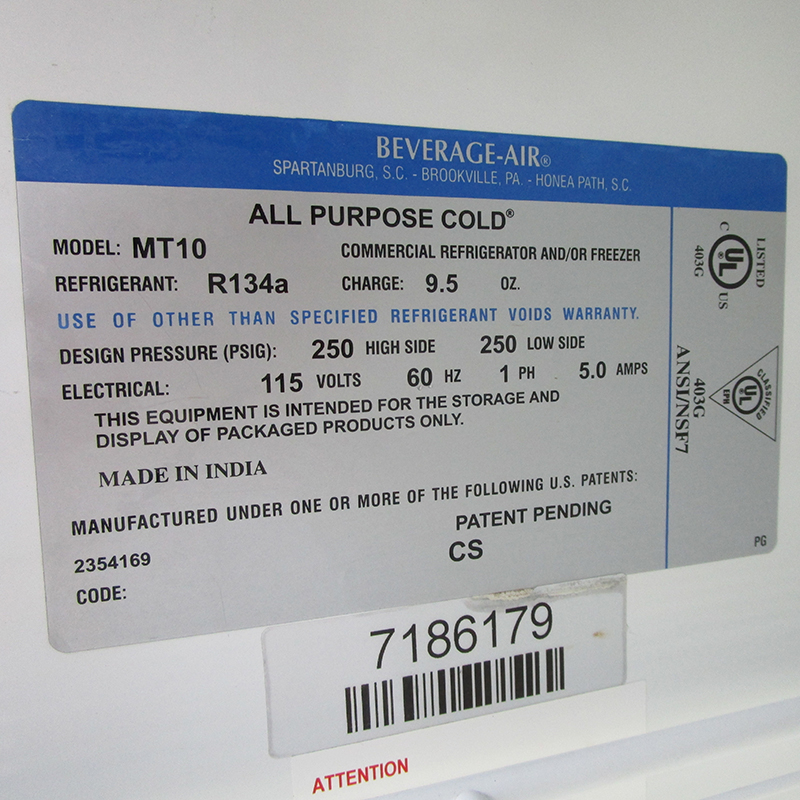 BEVERAGE-AIR®
SPARTANBURG, S.C. - BROOKVILLE, PA. - HONEA PATH, S.C.
ALL PURPOSE COLD®
MODEL: MT10 COMMERCIAL REFRIGERATOR AND/OR FREEZER
REFRIGERANT: R134a CHARGE: 9.5 OZ.
USE OF OTHER THAN SPECIFIED REFRIGERANT VOIDS WARRANTY.
DESIGN PRESSURE (PSIG): 250 HIGH SIDE 250 LOW SIDE
ELECTRICAL: 115 VOLTS 60 HZ 1 PH 5.0 AMPS
THIS EQUIPMENT IS INTENDED FOR THE STORAGE AND
DISPLAY OF PACKAGED PRODUCTS ONLY.
MADE IN INDIA
MANUFACTURED UNDER ONE OR MORE OF THE FOLLOWING U.S. PATENTS:
PATENT PENDING
2354169 CS
CODE:
LISTED
C UL® US
403G
CLASSIFIED
UL®
EPH
403G
ANSI/NSF7
PG
7186179
ATTENTION